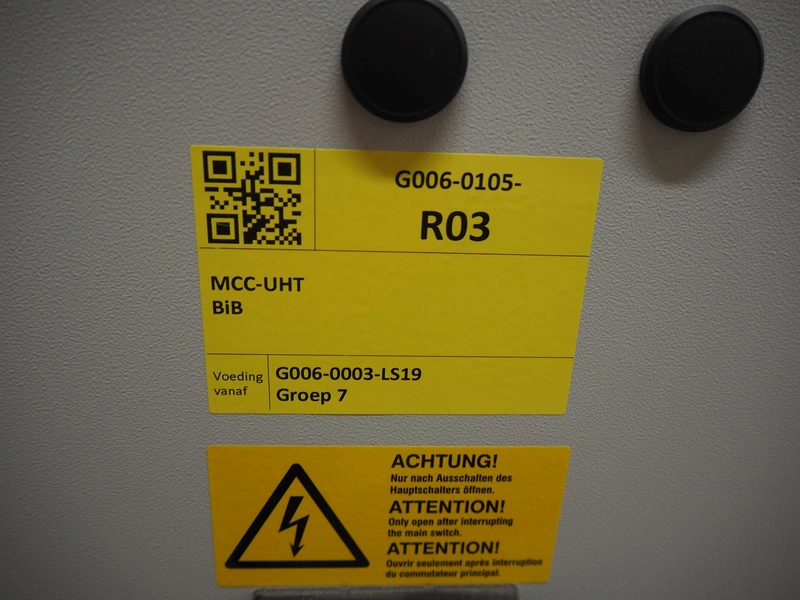 G006-0105-
R03
MCC-UHT
BiB
Voeding
vanaf
G006-0003-LS19
Groep 7
ACHTUNG!
Nur nach Ausschalten des
Hauptschalters öffnen.
ATTENTION!
Only open after interrupting
the main switch.
ATTENTION!
Ouvrir seulement après interruption
du commutateur principal.